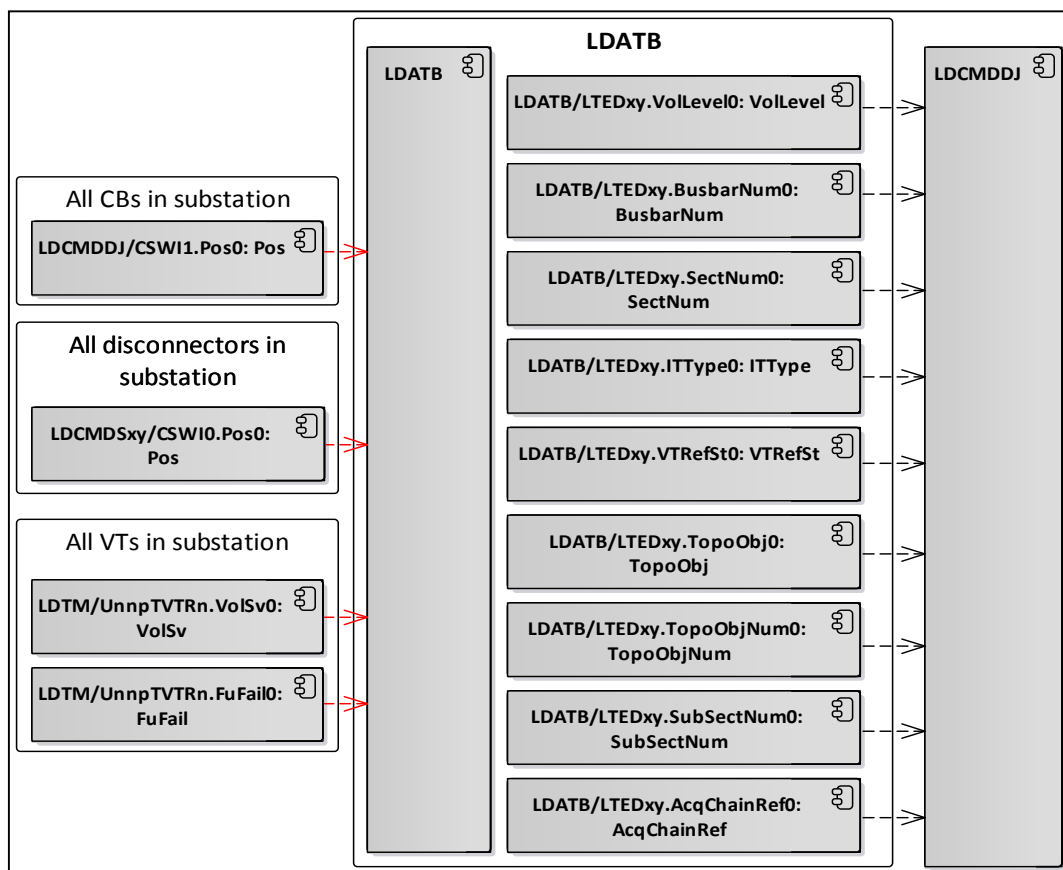 All CBs in substation
LDCMDDJ/CSWI1.Pos0: Pos
All disconnectors in
substation
LDCMDSxy/CSWI0.Pos0:
Pos
All VTs in substation
LDTM/UnnpTVTRn.VolSv0:
VolSv
LDTM/UnnpTVTRn.FuFail0:
FuFail
LDATB
LDATB
LDATB/LTEDxy.VolLevel0: VolLevel
LDATB/LTEDxy.BusbarNum0:
BusbarNum
LDATB/LTEDxy.SectNum0:
SectNum
LDATB/LTEDxy.ITType0: ITType
LDATB/LTEDxy.VTRefSt0: VTRefSt
LDATB/LTEDxy.TopoObj0:
TopoObj
LDATB/LTEDxy.TopoObjNum0:
TopoObjNum
LDATB/LTEDxy.SubSectNum0:
SubSectNum
LDATB/LTEDxy.AcqChainRef0:
AcqChainRef
LDCMDDJ